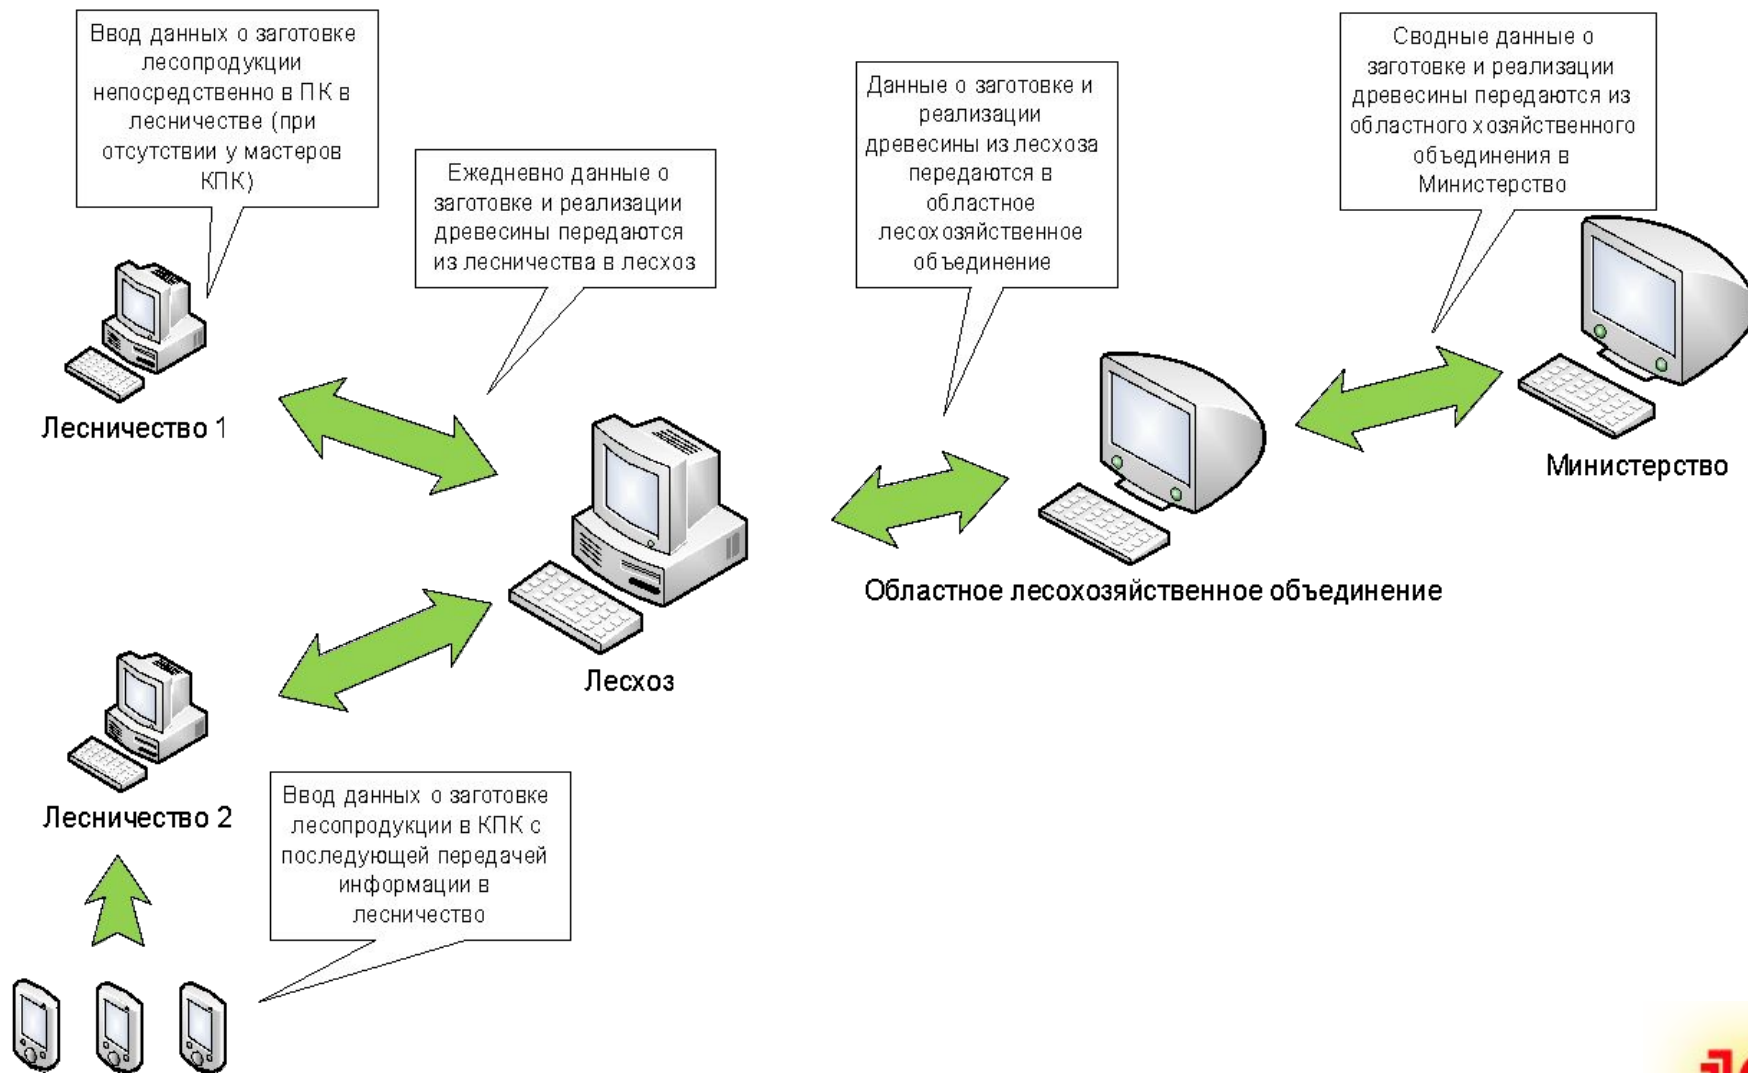 Ввод данных о заготовке
лесопродукции
непосредственно в ПК в
лесничестве (при
отсутствии у мастеров
КПК)
Ежедневно данные о
заготовке и реализации
древесины передаются
из лесничества в лесхоз
Данные о заготовке и
реализации
древесины из лесхоза
передаются в
областное
лесохозяйственное
объединение
Сводные данные о
заготовке и реализации
древесины передаются из
областного хозяйственного
объединения в
Министерство
Лесничество 1
Министерство
Областное лесохозяйственное объединение
Лесхоз
Лесничество 2
Ввод данных о заготовке
лесопродукции в КПК с
последующей передачей
информации в
лесничество